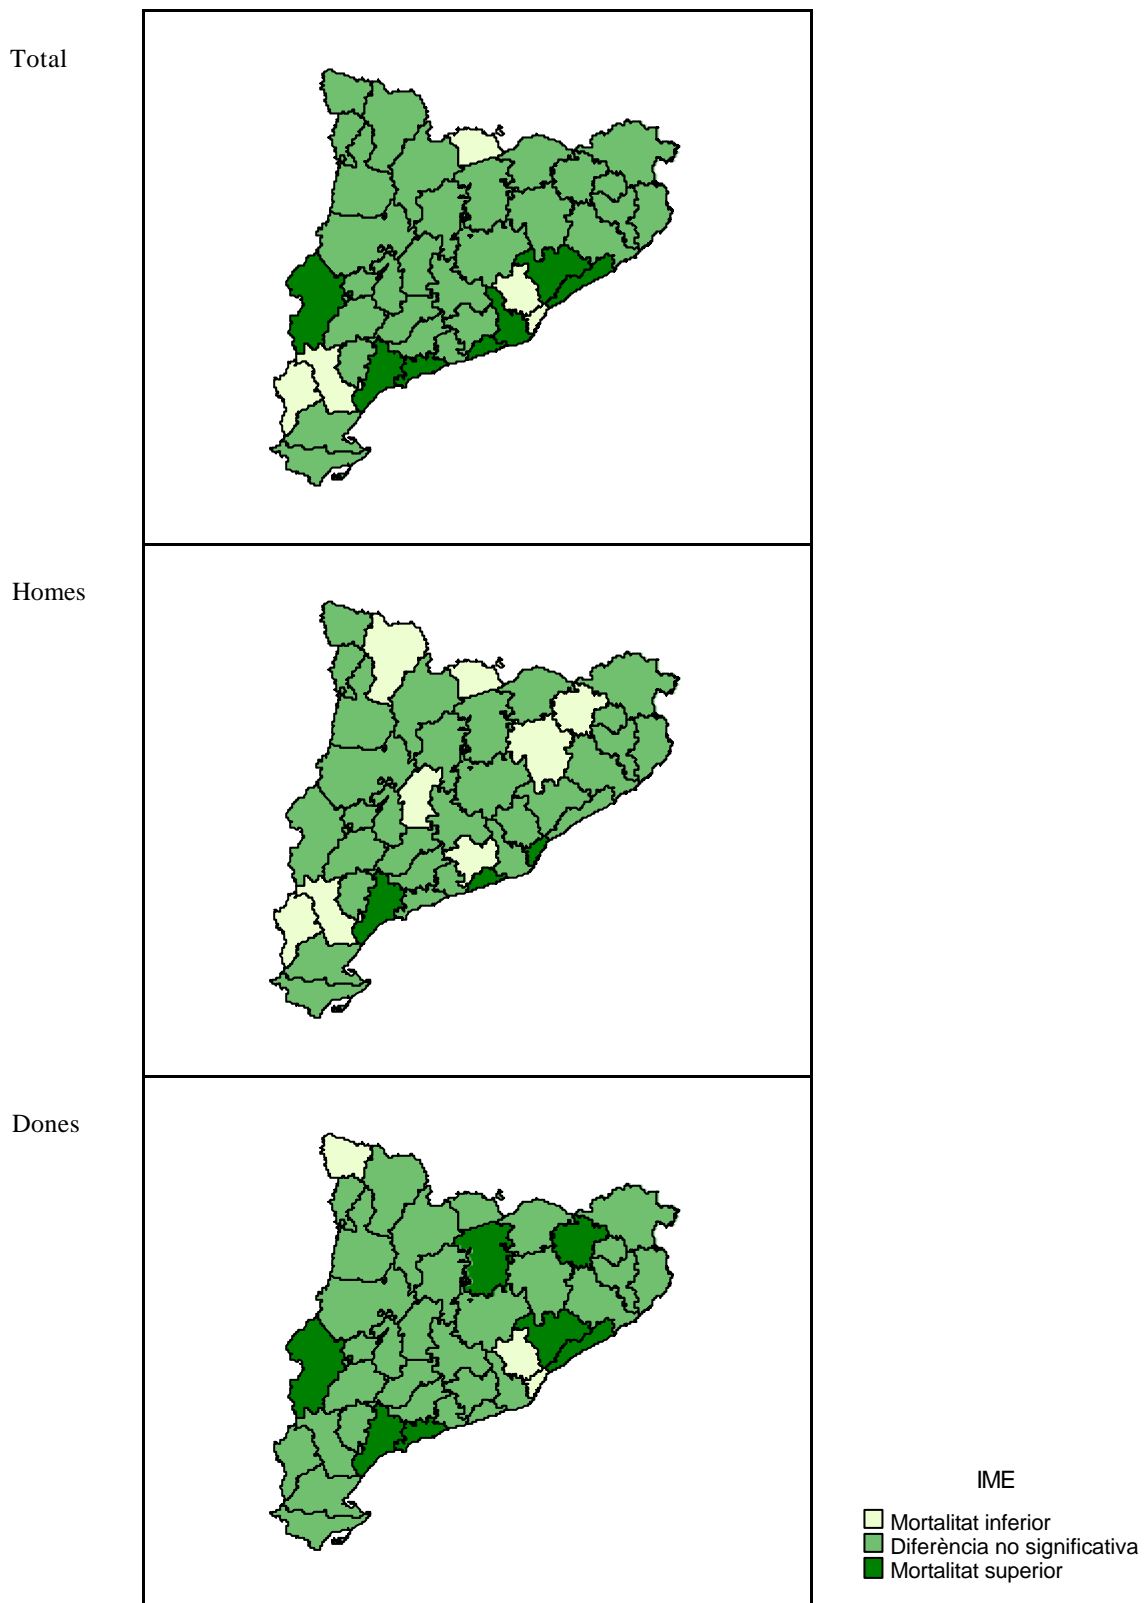 Total
Homes
Dones
IME
Mortalitat inferior
Diferència no significativa
Mortalitat superior